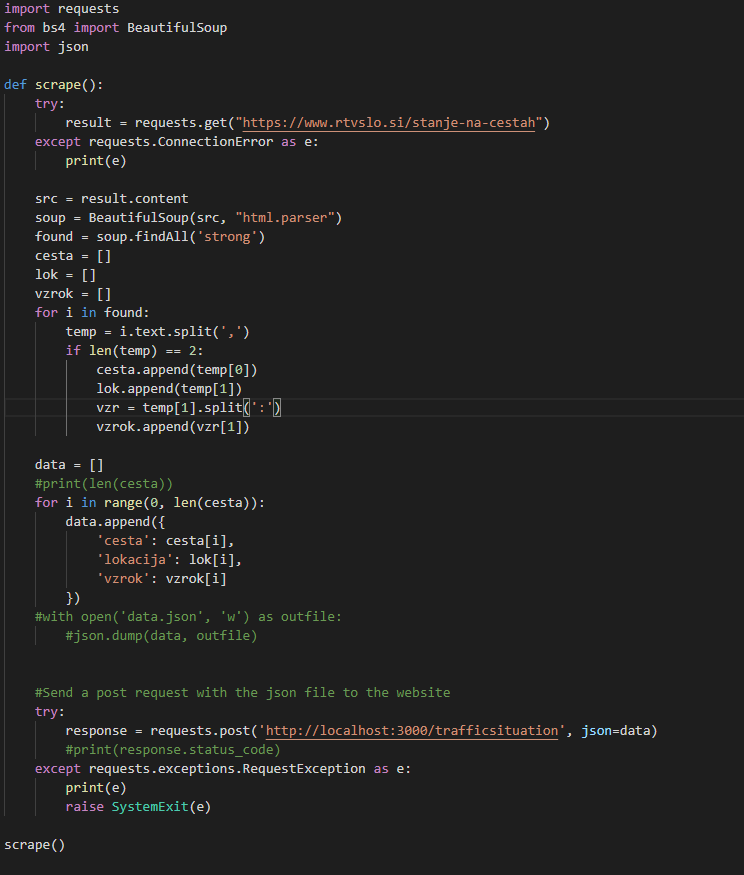 import requests
from bs4 import BeautifulSoup
import json
def scrape():
    try:
        result = requests.get("https://www.rtvslo.si/stanje-na-cestah")
    except requests.ConnectionError as e:
        print(e)
    src = result.content
    soup = BeautifulSoup(src, "html.parser")
    found = soup.findAll('strong')
    cesta = []
    lok = []
    vzrok = []
    for i in found:
        temp = i.text.split(',')
        if len(temp) == 2:
            cesta.append(temp[0])
            lok.append(temp[1])
            vzr = temp[1].split(':')
            vzrok.append(vzr[1])
    data = []
    #print(len(cesta))
    for i in range(0, len(cesta)):
        data.append({
            'cesta': cesta[i],
            'lokacija': lok[i],
            'vzrok': vzrok[i]
        })
    #with open('data.json', 'w') as outfile:
        #json.dump(data, outfile)
    #Send a post request with the json file to the website
    try:
        response = requests.post('http://localhost:3000/trafficsituation', json=data)
        #print(response.status_code)
    except requests.exceptions.RequestException as e:
        print(e)
        raise SystemExit(e)
scrape()